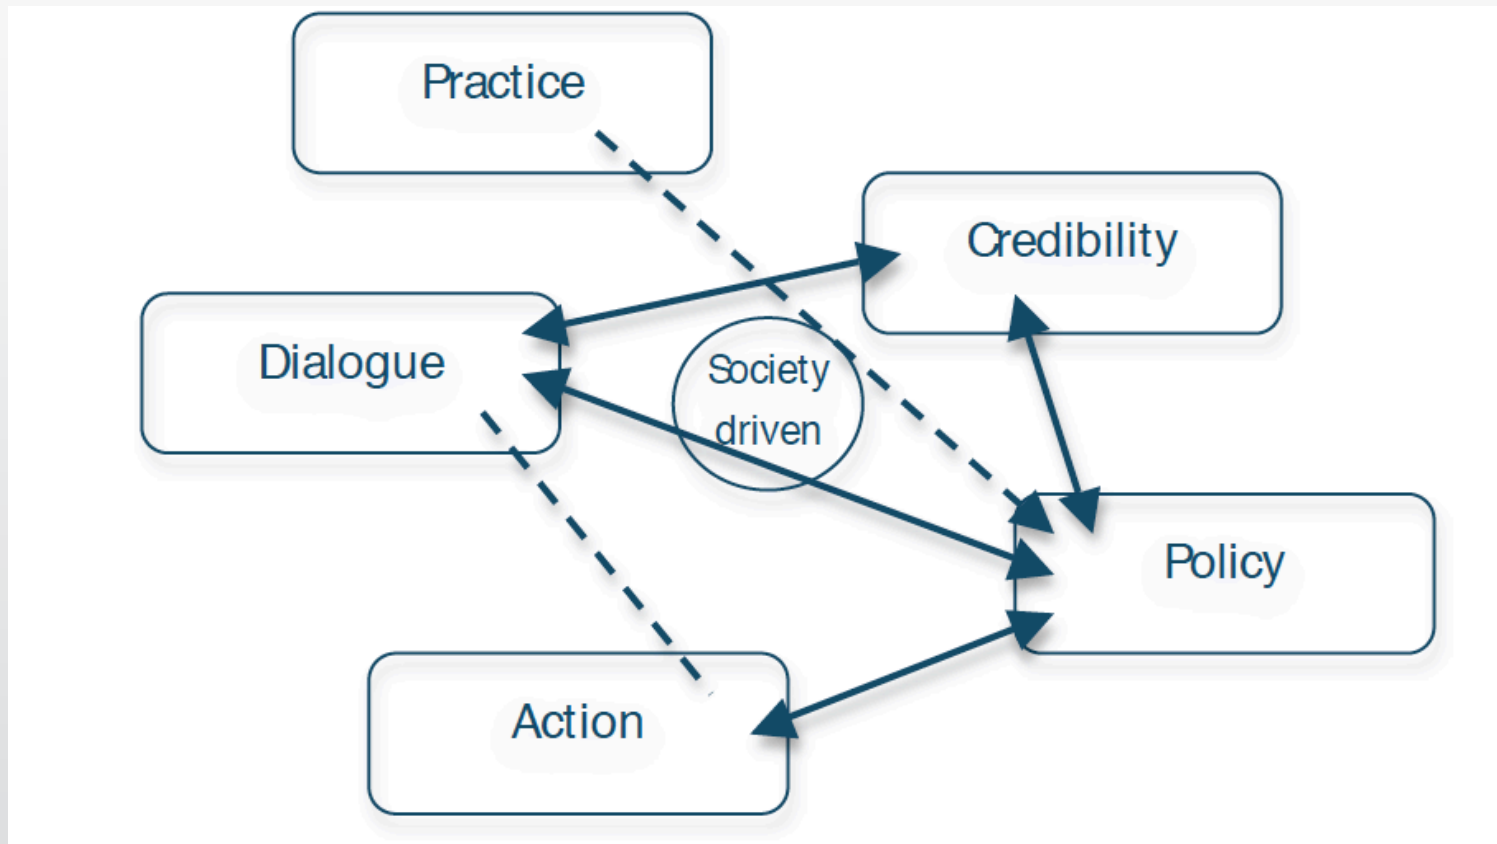 Practice
Credibility
Dialogue
Society
driven
Policy
Action